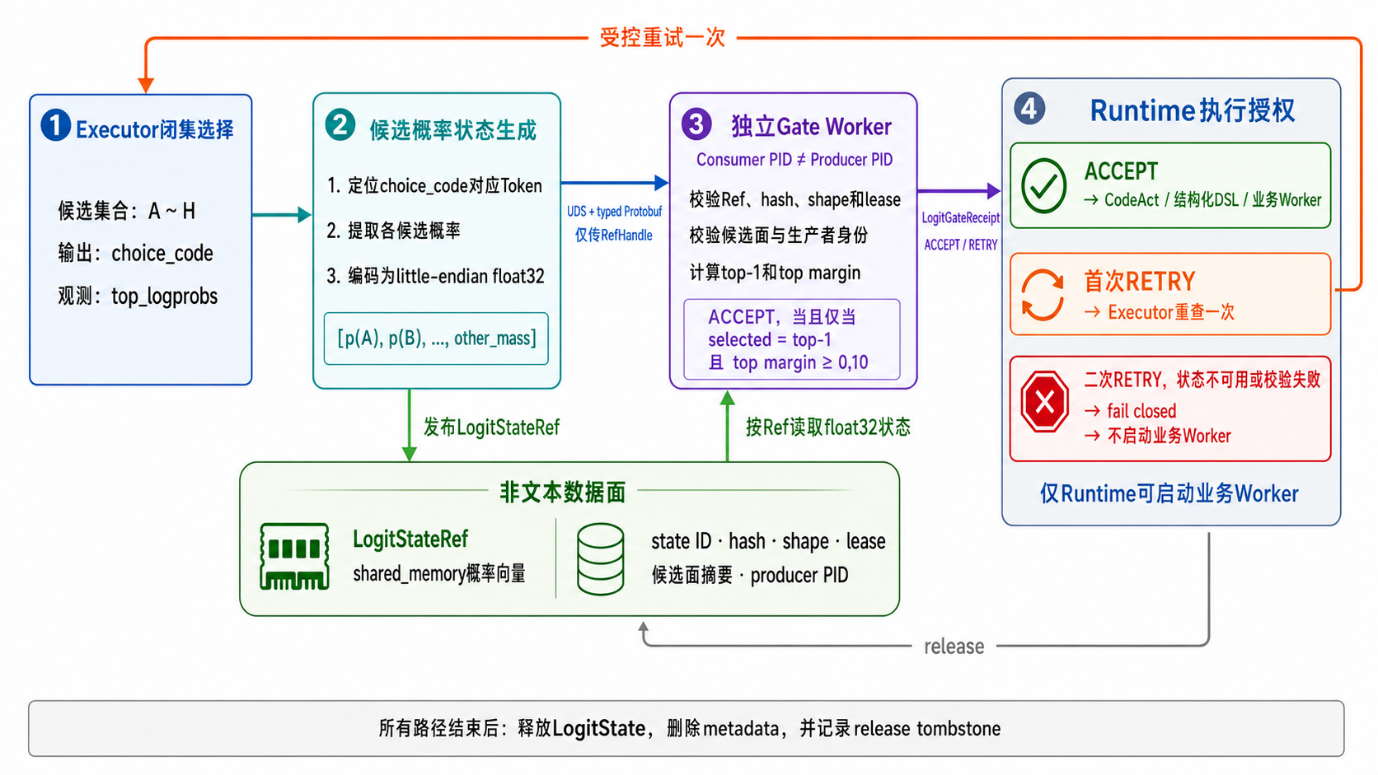 受控重试一次
1 Executor闭集选择
候选集合：A ~ H
输出：choice_code
观测：top_logprobs
2 候选概率状态生成
1. 定位choice_code对应Token
2. 提取各候选概率
3. 编码为little-endian float32
[p(A), p(B), ..., other_mass]
UDS + typed Protobuf
仅传RefHandle
3 独立Gate Worker
Consumer PID ≠ Producer PID
校验Ref、hash、shape和lease
校验候选面与生产者身份
计算top-1和top margin
ACCEPT，当且仅当
selected = top-1
且 top margin ≥ 0,10
LogitGateReceipt
ACCEPT / RETRY
4 Runtime执行授权
ACCEPT
→ CodeAct / 结构化DSL / 业务Worker
首次RETRY
→ Executor重查一次
二次RETRY，状态不可用或校验失败
→ fail closed
→ 不启动业务Worker
仅Runtime可启动业务Worker
发布LogitStateRef
按Ref读取float32状态
非文本数据面
LogitStateRef
shared_memory概率向量
state ID · hash · shape · lease
候选面摘要 · producer PID
release
所有路径结束后：释放LogitState，删除metadata，并记录release tombstone